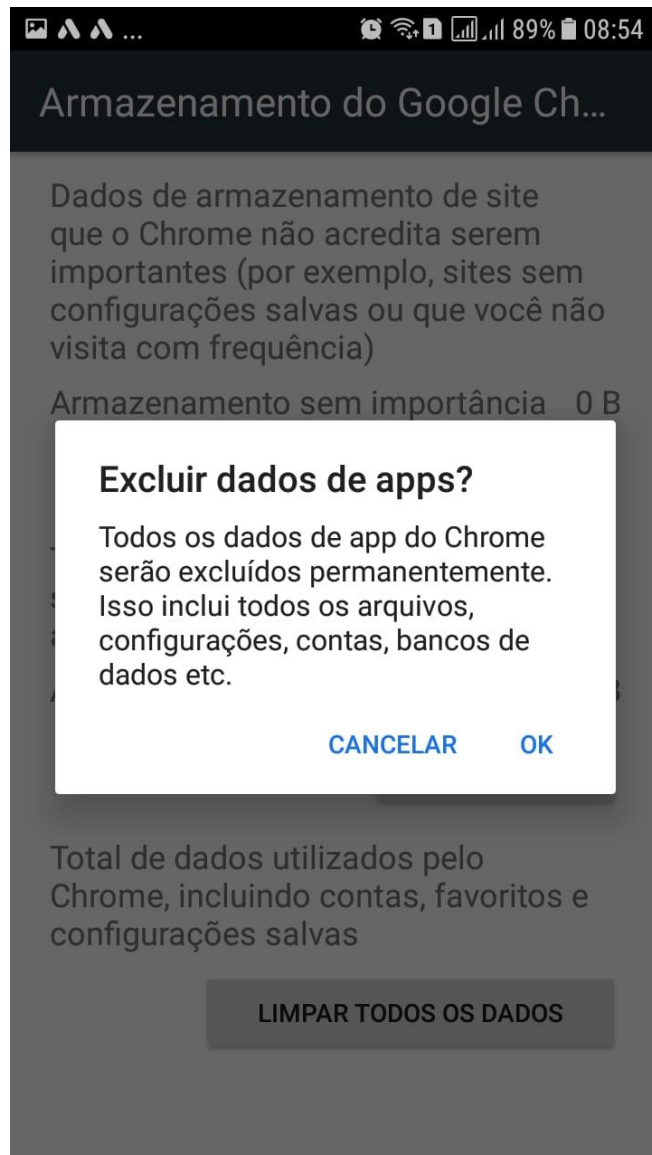 ... 1 89% 08:54
Armazenamento do Google Ch...
Dados de armazenamento de site
que o Chrome não acredita serem
importantes (por exemplo, sites sem
configurações salvas ou que você não
visita com frequência)
Armazenamento sem importância 0 B
Excluir dados de apps?
Todos os dados de app do Chrome
serão excluídos permanentemente.
Isso inclui todos os arquivos,
configurações, contas, bancos de
dados etc.
CANCELAR OK
Total de dados utilizados pelo
Chrome, incluindo contas, favoritos e
configurações salvas
LIMPAR TODOS OS DADOS